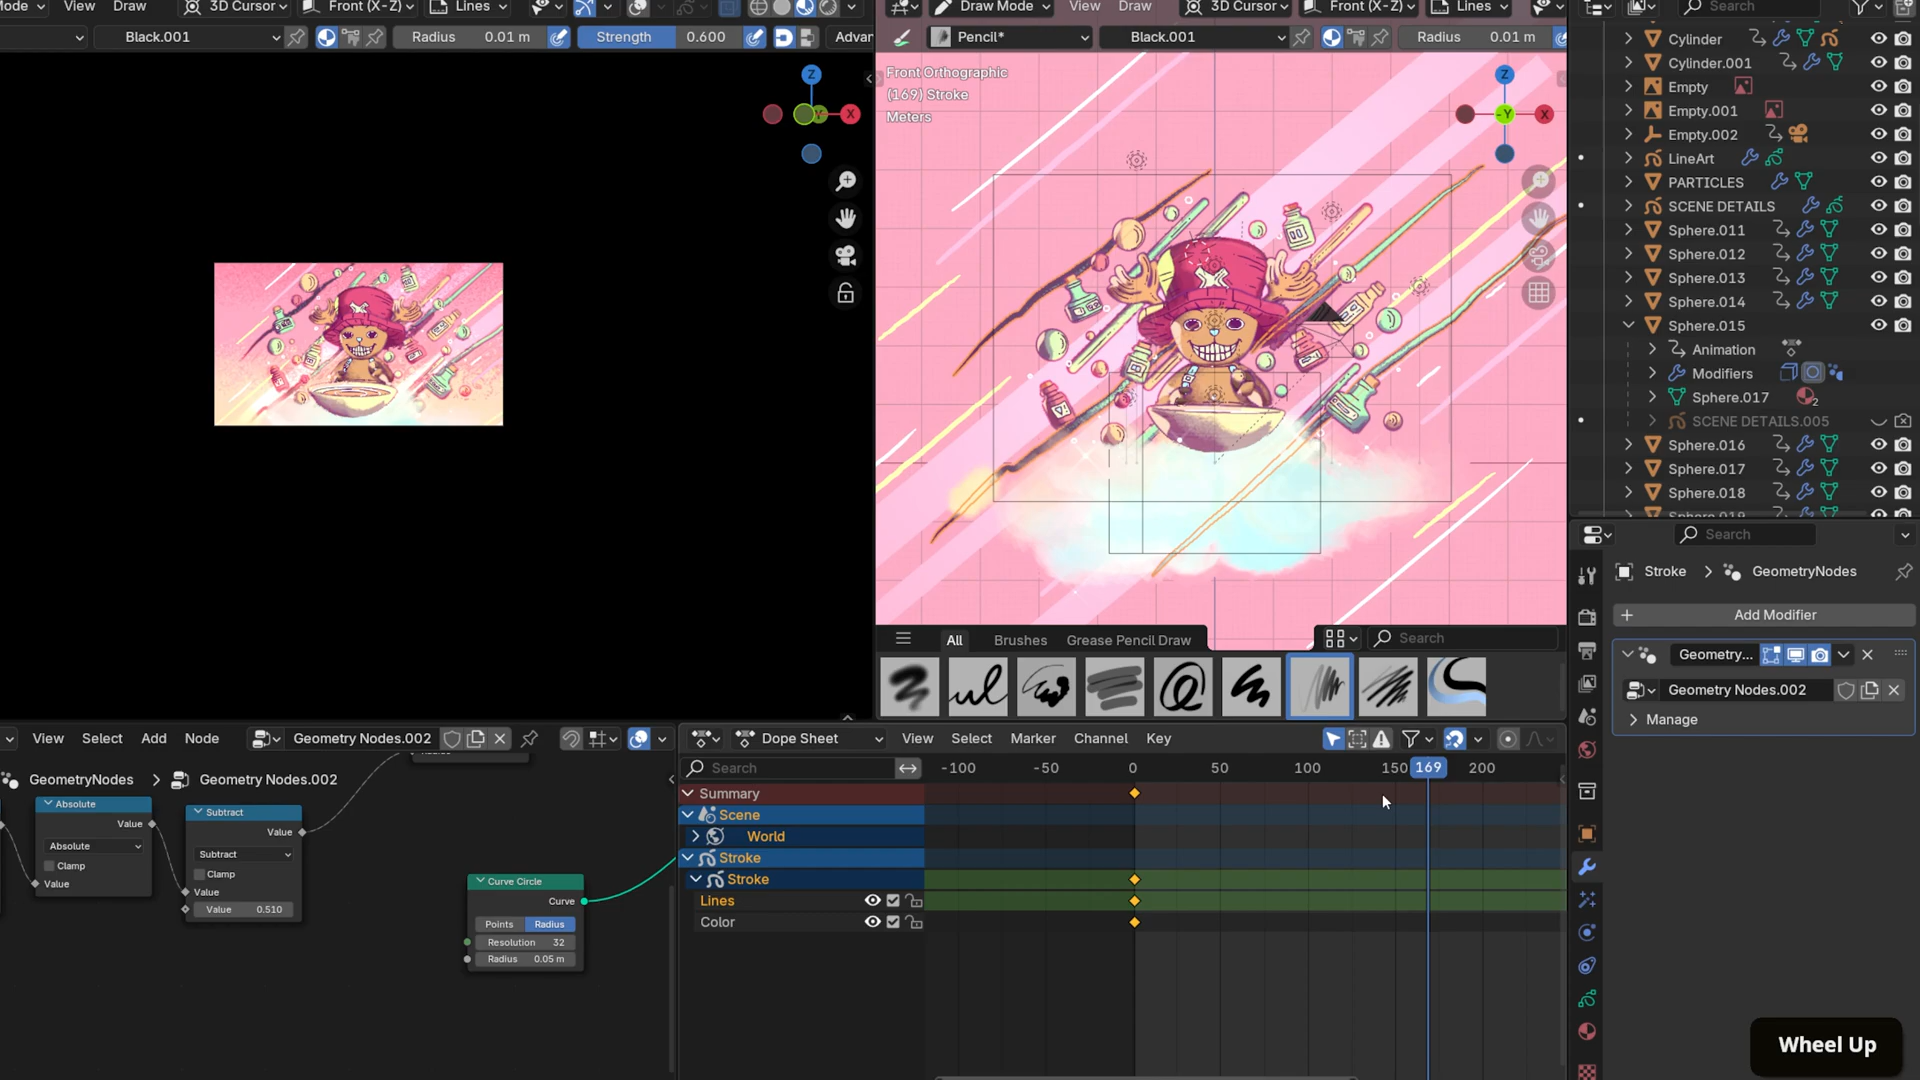 View Draw 3D Cursor Front (X-Z) Lines
Black.001 Radius 0.01 m Strength 0.600
Z
X
Draw Mode View Draw 3D Cursor Front (X-Z) Lines
Pencil* Black.001 Radius 0.01 m
Front Orthographic
(169) Stroke
Meters
Z
-Y
X
All Brushes Grease Pencil Draw Search
Search
Cylinder
Cylinder.001
Empty
Empty.001
Empty.002
LineArt
PARTICLES
SCENE DETAILS
Sphere.011
Sphere.012
Sphere.013
Sphere.014
Sphere.015
Animation
Modifiers
Sphere.017
2
SCENE DETAILS.005
Sphere.016
Sphere.017
Sphere.018
Search
Stroke GeometryNodes
Add Modifier
Geometry...
Geometry Nodes.002
Manage
View Select Add Node Geometry Nodes.002
GeometryNodes Geometry Nodes.002
Absolute
Value
Absolute
Clamp
Value
Subtract
Value
Subtract
Clamp
Value
Value 0.510
Curve Circle
Curve
Points Radius
Resolution 32
Radius 0.05 m
Dope Sheet View Select Marker Channel Key
Search
-100 -50 0 50 100 150 169 200
Summary
Scene
World
Stroke
Stroke
Lines
Color
Wheel Up